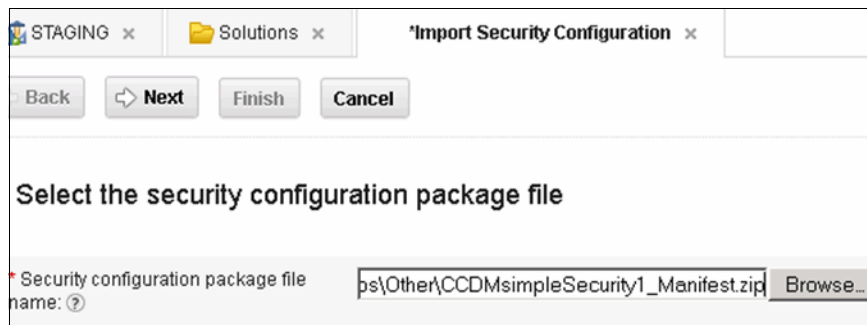 STAGING × Solutions × *Import Security Configuration ×
Back Next Finish Cancel
Select the security configuration package file
* Security configuration package file
name: ? ps\Other\CCDMsimpleSecurity1_Manifest.zip Browse...